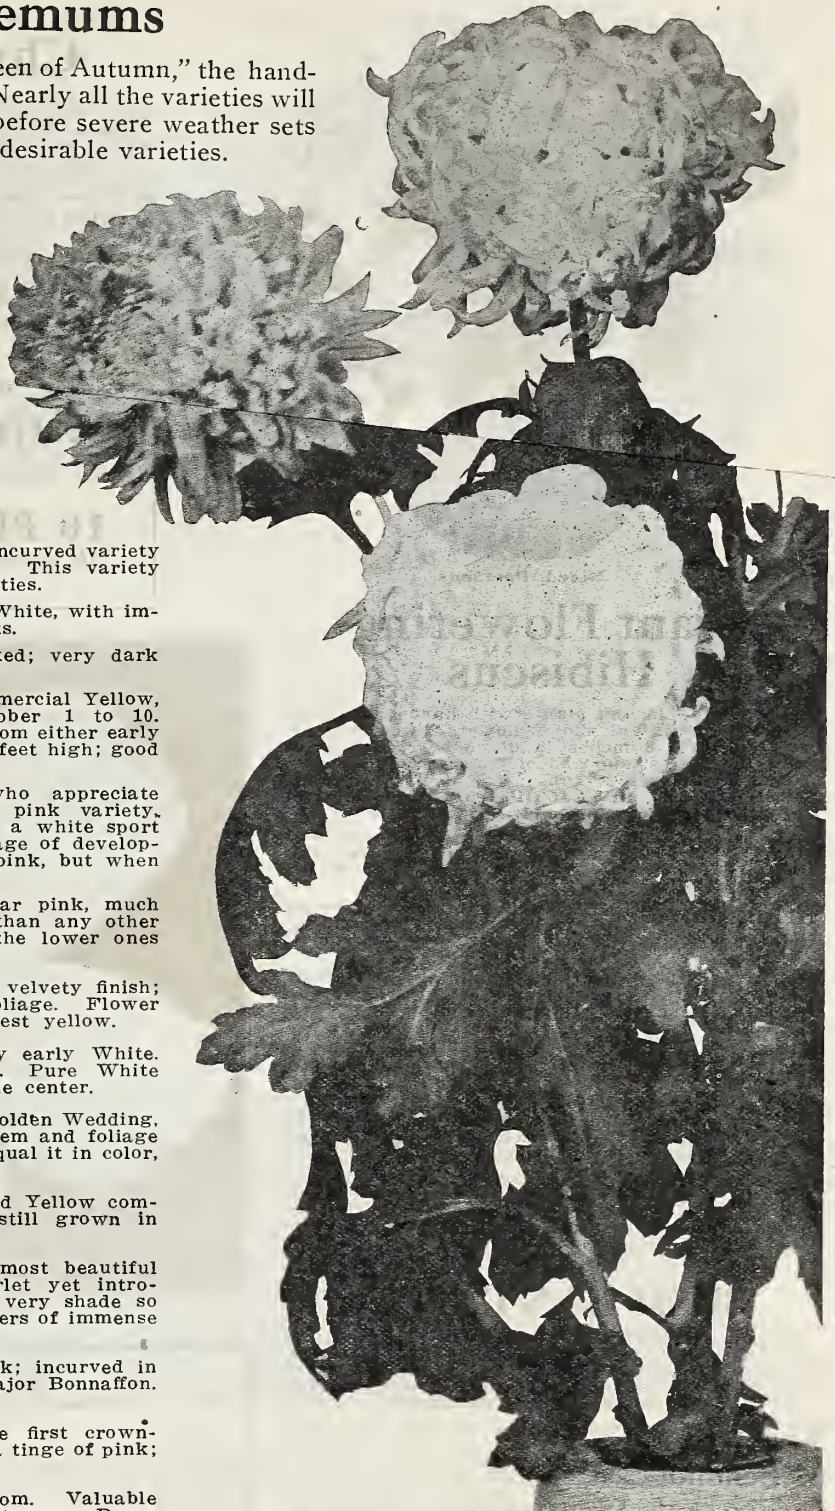 emums
een of Autumn,” the hand-
Nearly all the varieties will
before severe weather sets
desirable varieties.
ncurved variety
This variety
ties.
White, with im-
s.
ked; very dark
mercial Yellow,
ober 1 to 10.
om either early
feet high; good
who appreciate
pink variety.
a white sport
age of develop-
pink, but when
ar pink, much
than any other
the lower ones
velvety finish;
oliage. Flower
est yellow.
y early White.
. Pure White
e center.
olden Wedding,
em and foliage
qual it in color,
d Yellow com-
still grown in
most beautiful
rlet yet intro-
very shade so
ers of immense
k; incurved in
ajor Bonnaffon.
e first crown-
tinge of pink;
om. Valuable